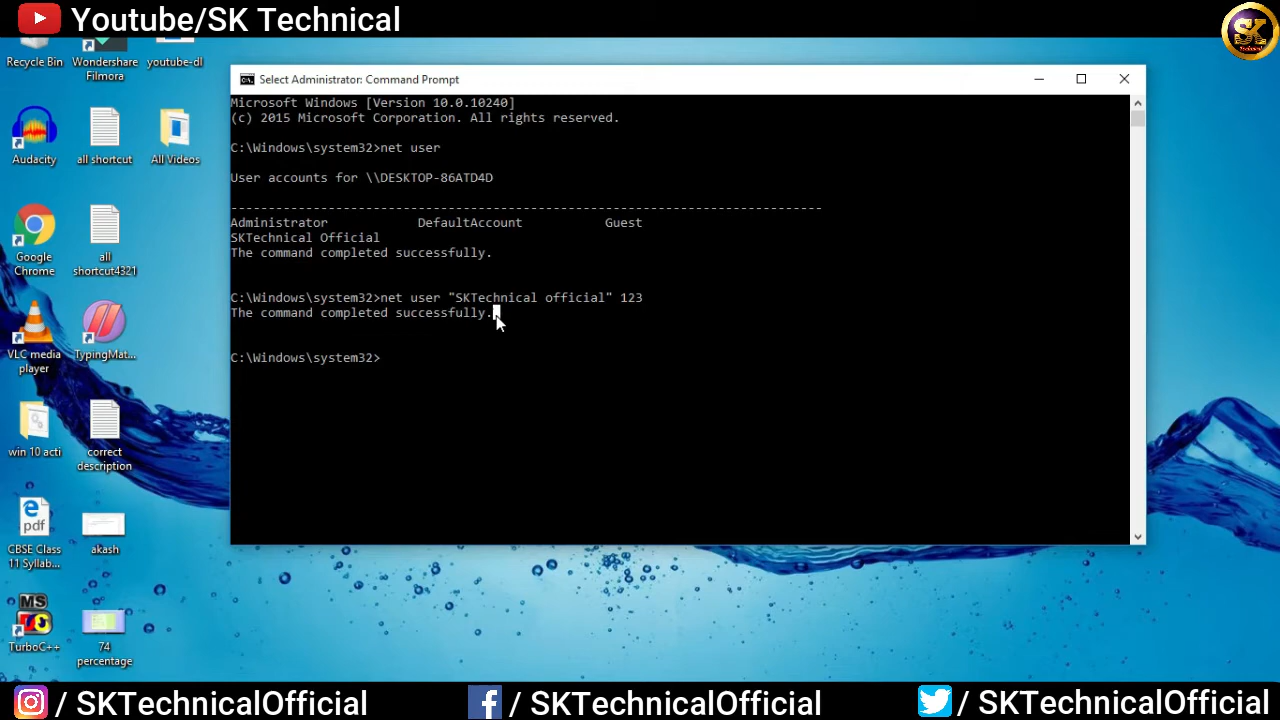 Youtube/SK Technical
SK
Technical
Recycle Bin
Wondershare
Filmora
youtube-dl
Audacity
all shortcut
All Videos
Google
Chrome
all
shortcut4321
VLC media
player
TypingMat...
win 10 acti
correct
description
pdf
CBSE Class
11 Syllab...
akash
MS
TurboC++
74
percentage
Select Administrator: Command Prompt
Microsoft Windows [Version 10.0.10240]
(c) 2015 Microsoft Corporation. All rights reserved.
C:\Windows\system32>net user
User accounts for \\DESKTOP-86ATD4D
-------------------------------------------------------------------------------
Administrator DefaultAccount Guest
SKTechnical Official
The command completed successfully.
C:\Windows\system32>net user "SKTechnical official" 123
The command completed successfully.
C:\Windows\system32>
/ SKTechnicalOfficial
/ SKTechnicalOfficial
/ SKTechnicalOfficial